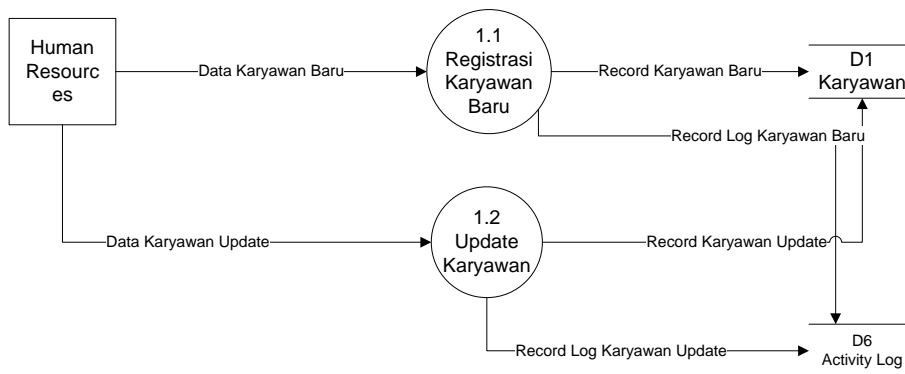 Human
Resourc
es
Data Karyawan Baru
1.1
Registrasi
Karyawan
Baru
Record Karyawan Baru
D1
Karyawan
Record Log Karyawan Baru
Data Karyawan Update
1.2
Update
Karyawan
Record Karyawan Update
Record Log Karyawan Update
D6
Activity Log